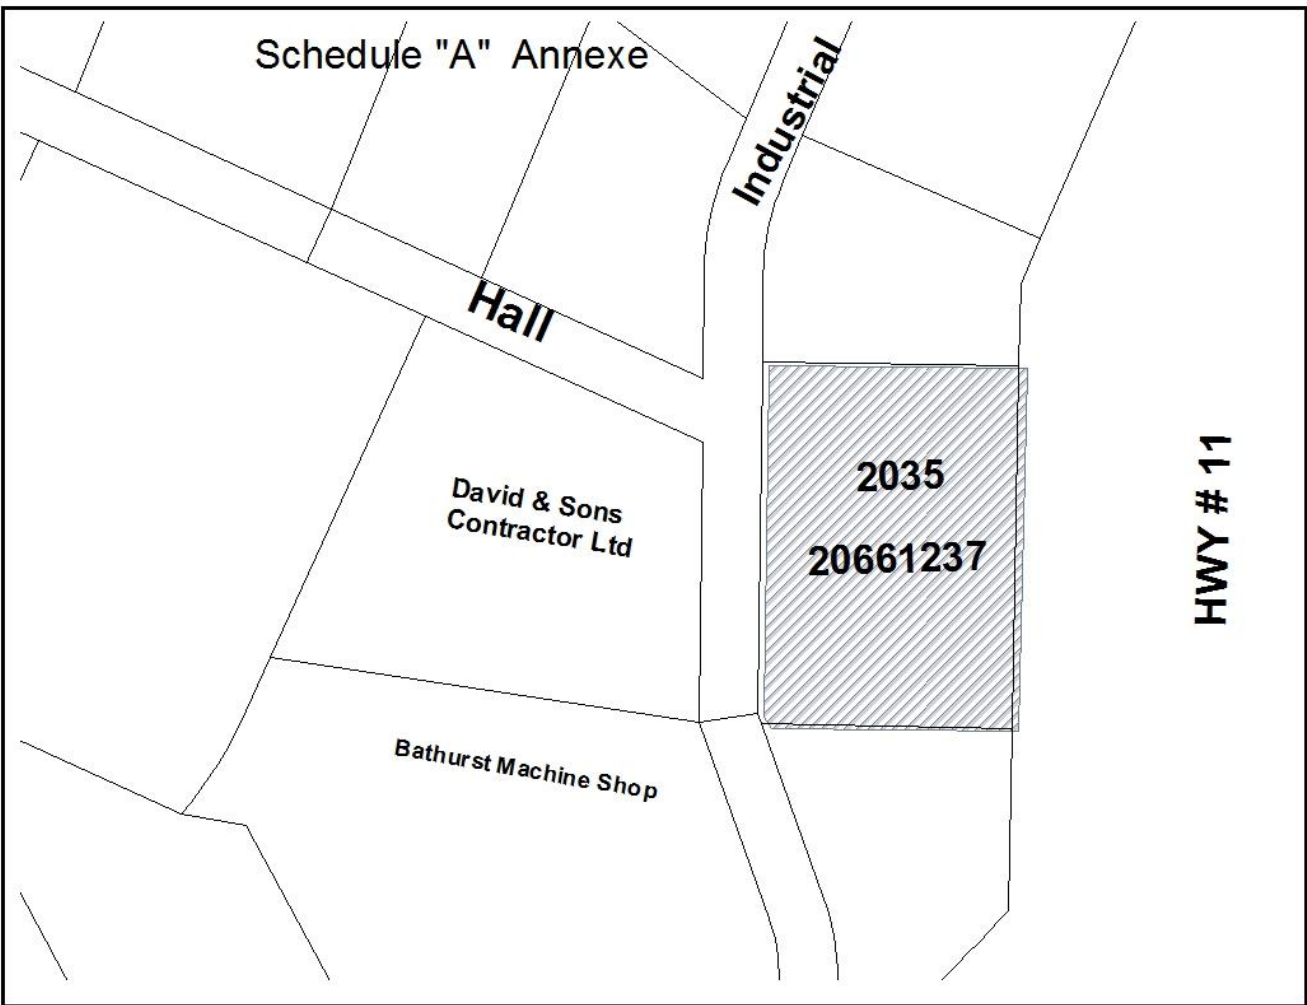 Schedule "A" Annexe
Industrial
Hall
2035
20661237
HWY # 11
David & Sons
Contractor Ltd
Bathurst Machine Shop